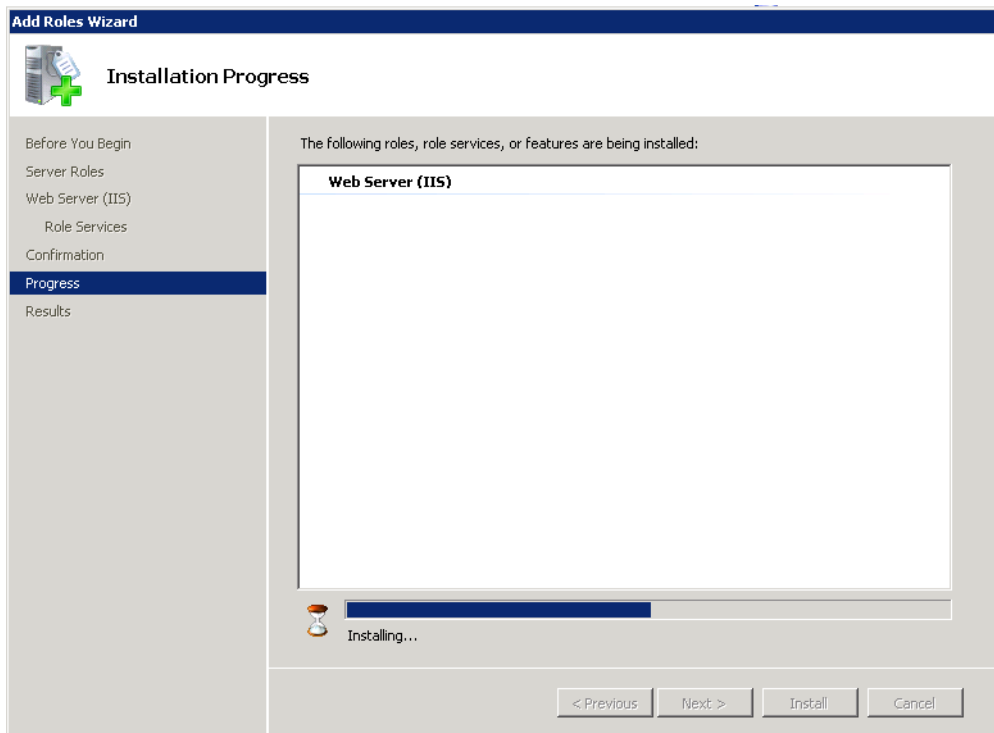 Add Roles Wizard
Installation Progress
Before You Begin
Server Roles
Web Server (IIS)
Role Services
Confirmation
Progress
Results
The following roles, role services, or features are being installed:
Web Server (IIS)
Installing...
< Previous
Next >
Install
Cancel